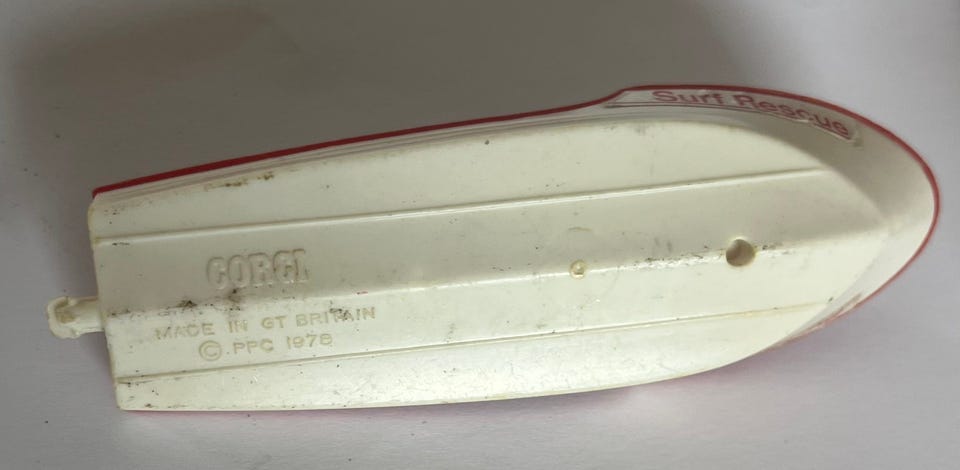 Surf Rescue
CORGI
MADE IN GT BRITAIN
© PPC 1978